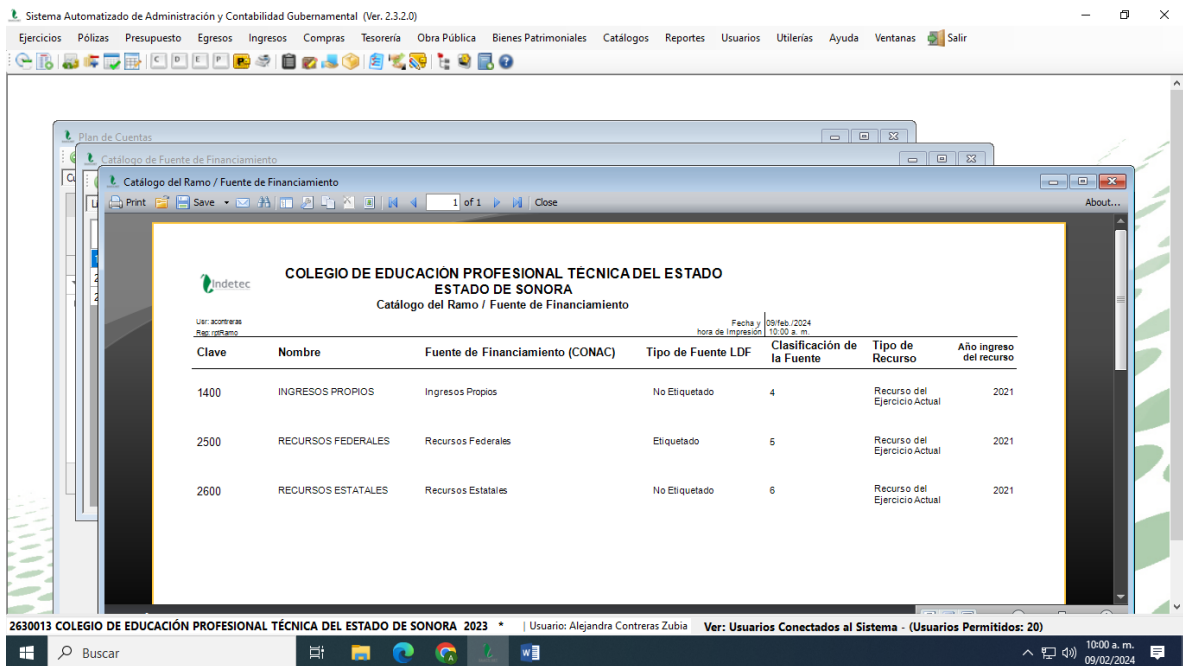 Sistema Automatizado de Administración y Contabilidad Gubernamental (Ver. 2.3.2.0)
Ejercicios Pólizas Presupuesto Egresos Ingresos Compras Tesorería Obra Pública Bienes Patrimoniales Catálogos Reportes Usuarios Utilerías Ayuda Ventanas Salir
C D E P
Plan de Cuentas
Catálogo de Fuente de Financiamiento
Catálogo del Ramo / Fuente de Financiamiento
Print Save 1 of 1 Close About...
COLEGIO DE EDUCACIÓN PROFESIONAL TÉCNICA DEL ESTADO
Indetec
ESTADO DE SONORA
Catálogo del Ramo / Fuente de Financiamiento
Usr: acontreras
Rep: rptRamo
Fecha y 09/feb./2024
hora de Impresión 10:00 a. m.
Clave Nombre Fuente de Financiamiento (CONAC) Tipo de Fuente LDF Clasificación de la Fuente Tipo de Recurso Año ingreso del recurso
1400 INGRESOS PROPIOS Ingresos Propios No Etiquetado 4 Recurso del Ejercicio Actual 2021
2500 RECURSOS FEDERALES Recursos Federales Etiquetado 5 Recurso del Ejercicio Actual 2021
2600 RECURSOS ESTATALES Recursos Estatales No Etiquetado 6 Recurso del Ejercicio Actual 2021
2630013 COLEGIO DE EDUCACIÓN PROFESIONAL TÉCNICA DEL ESTADO DE SONORA 2023 * | Usuario: Alejandra Contreras Zubia Ver: Usuarios Conectados al Sistema - (Usuarios Permitidos: 20)
Buscar
10:00 a. m.
09/02/2024